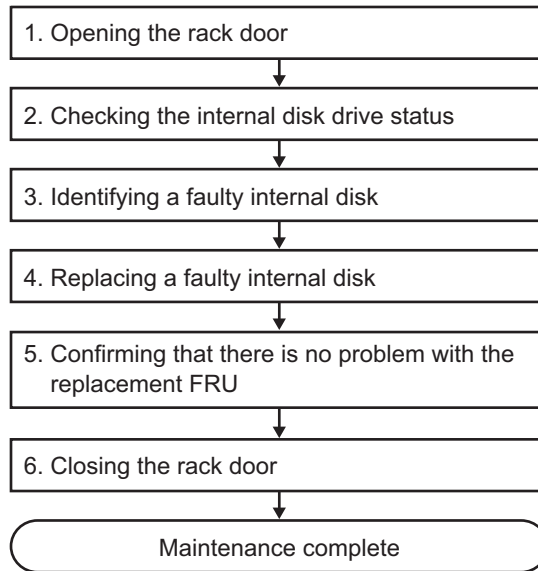 1. Opening the rack door
2. Checking the internal disk drive status
3. Identifying a faulty internal disk
4. Replacing a faulty internal disk
5. Confirming that there is no problem with the
replacement FRU
6. Closing the rack door
Maintenance complete